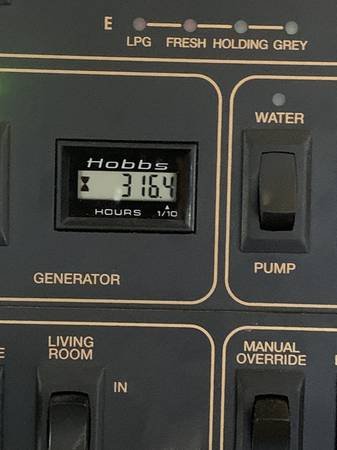 E
LPG FRESH HOLDING GREY
WATER
Hobbs
316.4
HOURS 1/10
PUMP
GENERATOR
LIVING
ROOM
IN
MANUAL
OVERRIDE